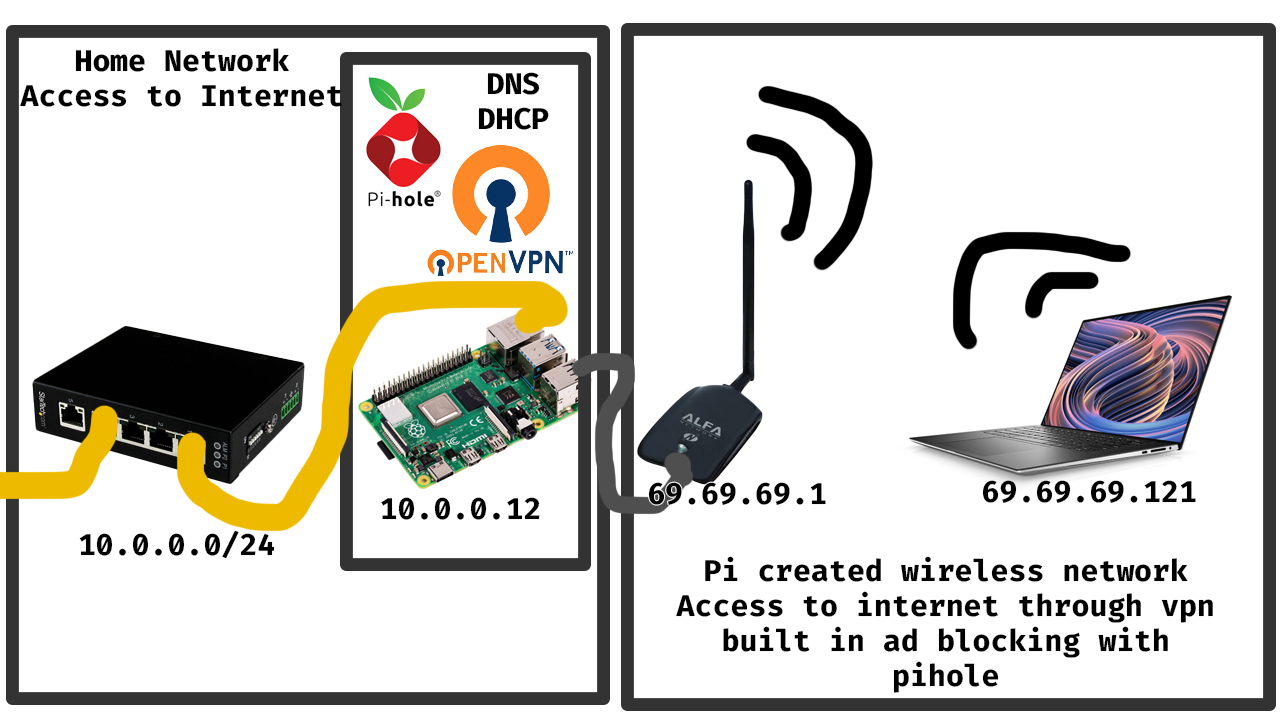 Home Network
Access to Internet
DNS
DHCP
Pi-hole®
OPENVPN™
ALFA
HDMI
10.0.0.12
10.0.0.0/24
69.69.69.1
69.69.69.121
Pi created wireless network
Access to internet through vpn
built in ad blocking with
pihole